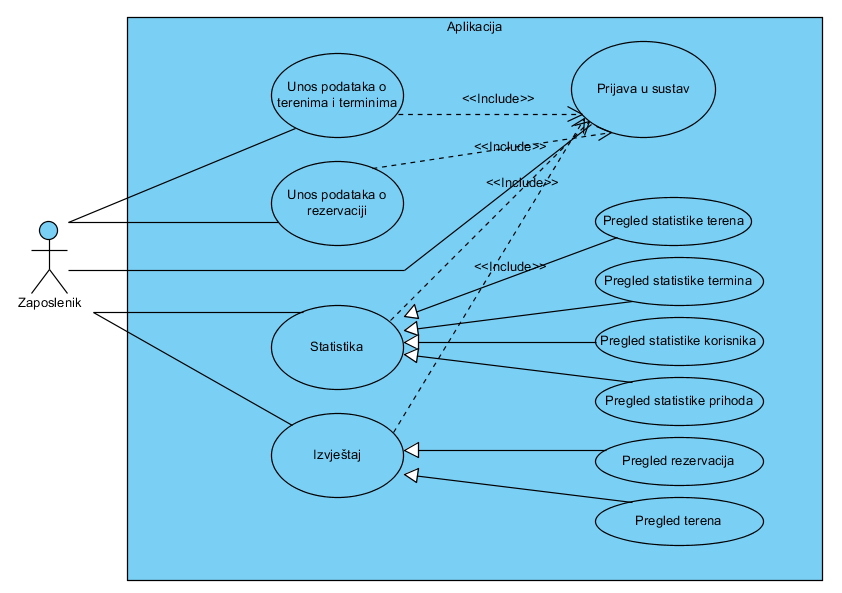 Aplikacija
Unos podataka o
terenima i terminima
<<Include>>
Prijava u sustav
<<Include>>
Unos podataka o
rezervaciji
<<Include>>
Pregled statistike terena
<<Include>>
Pregled statistike termina
Zaposlenik
Statistika
Pregled statistike korisnika
Pregled statistike prihoda
Izvještaj
Pregled rezervacija
Pregled terena